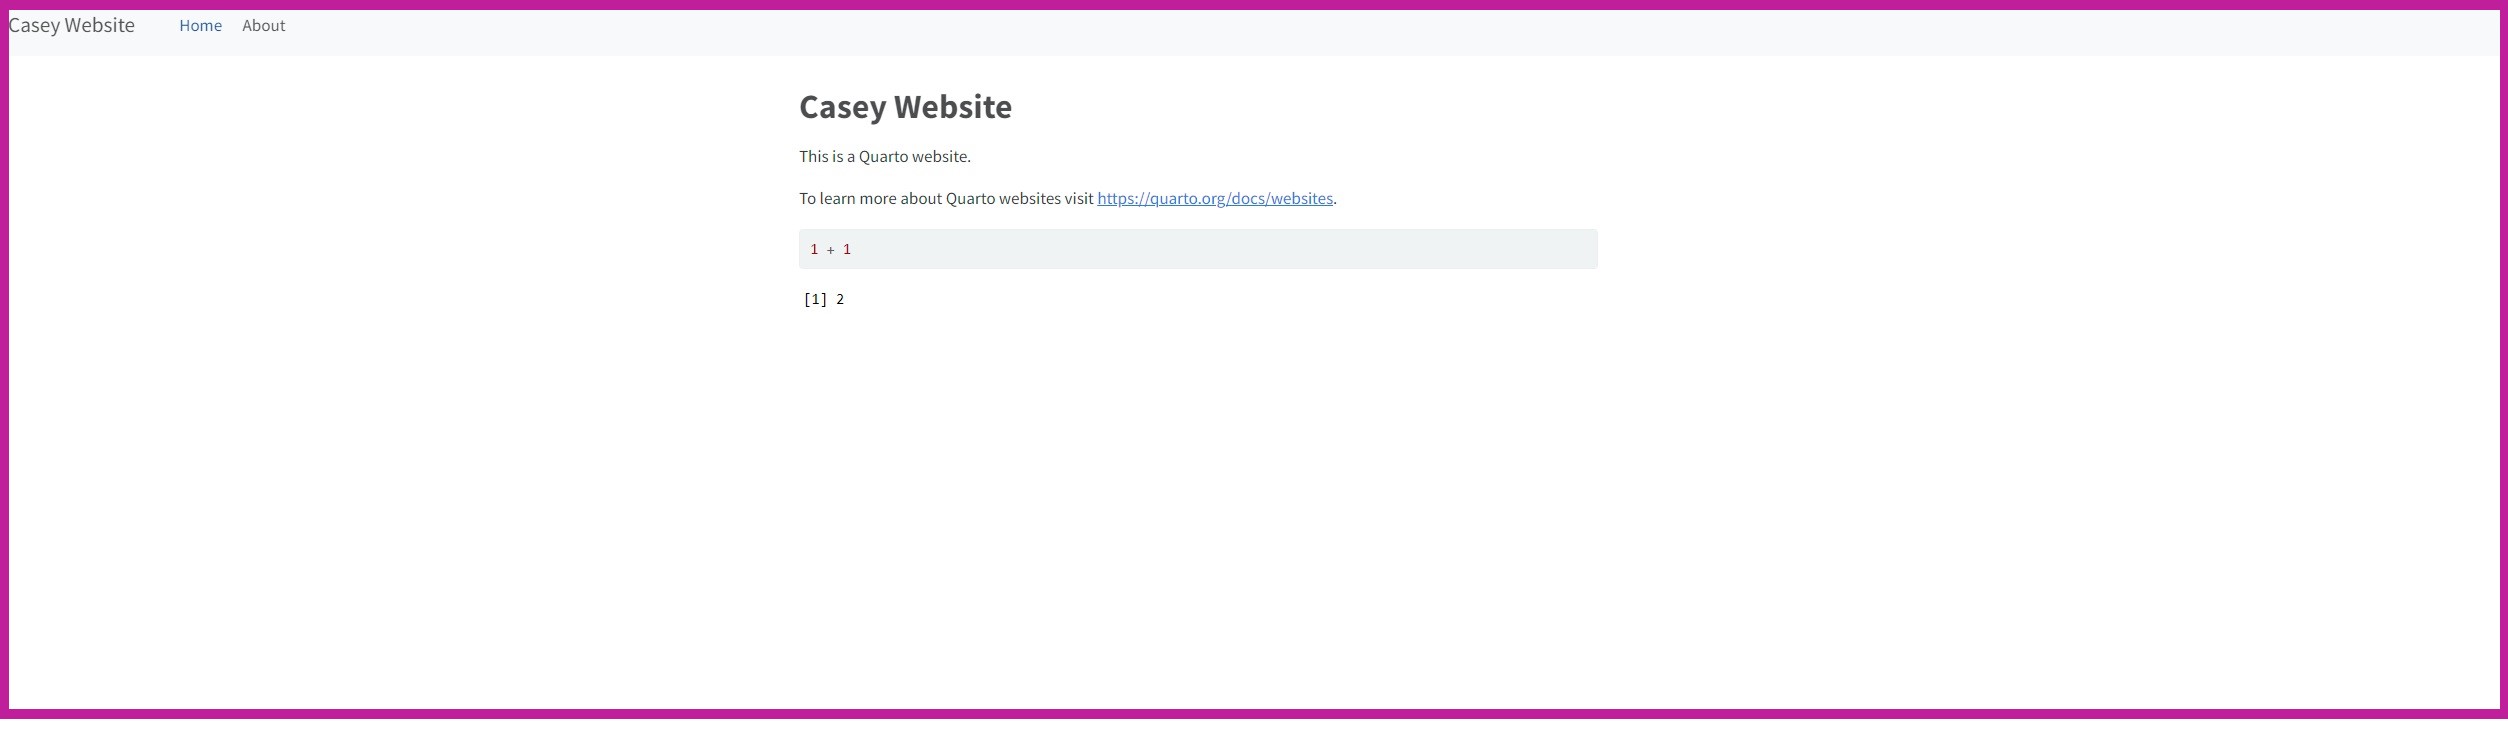 Casey Website Home About
Casey Website
This is a Quarto website.
To learn more about Quarto websites visit https://quarto.org/docs/websites.
1 + 1
[1] 2